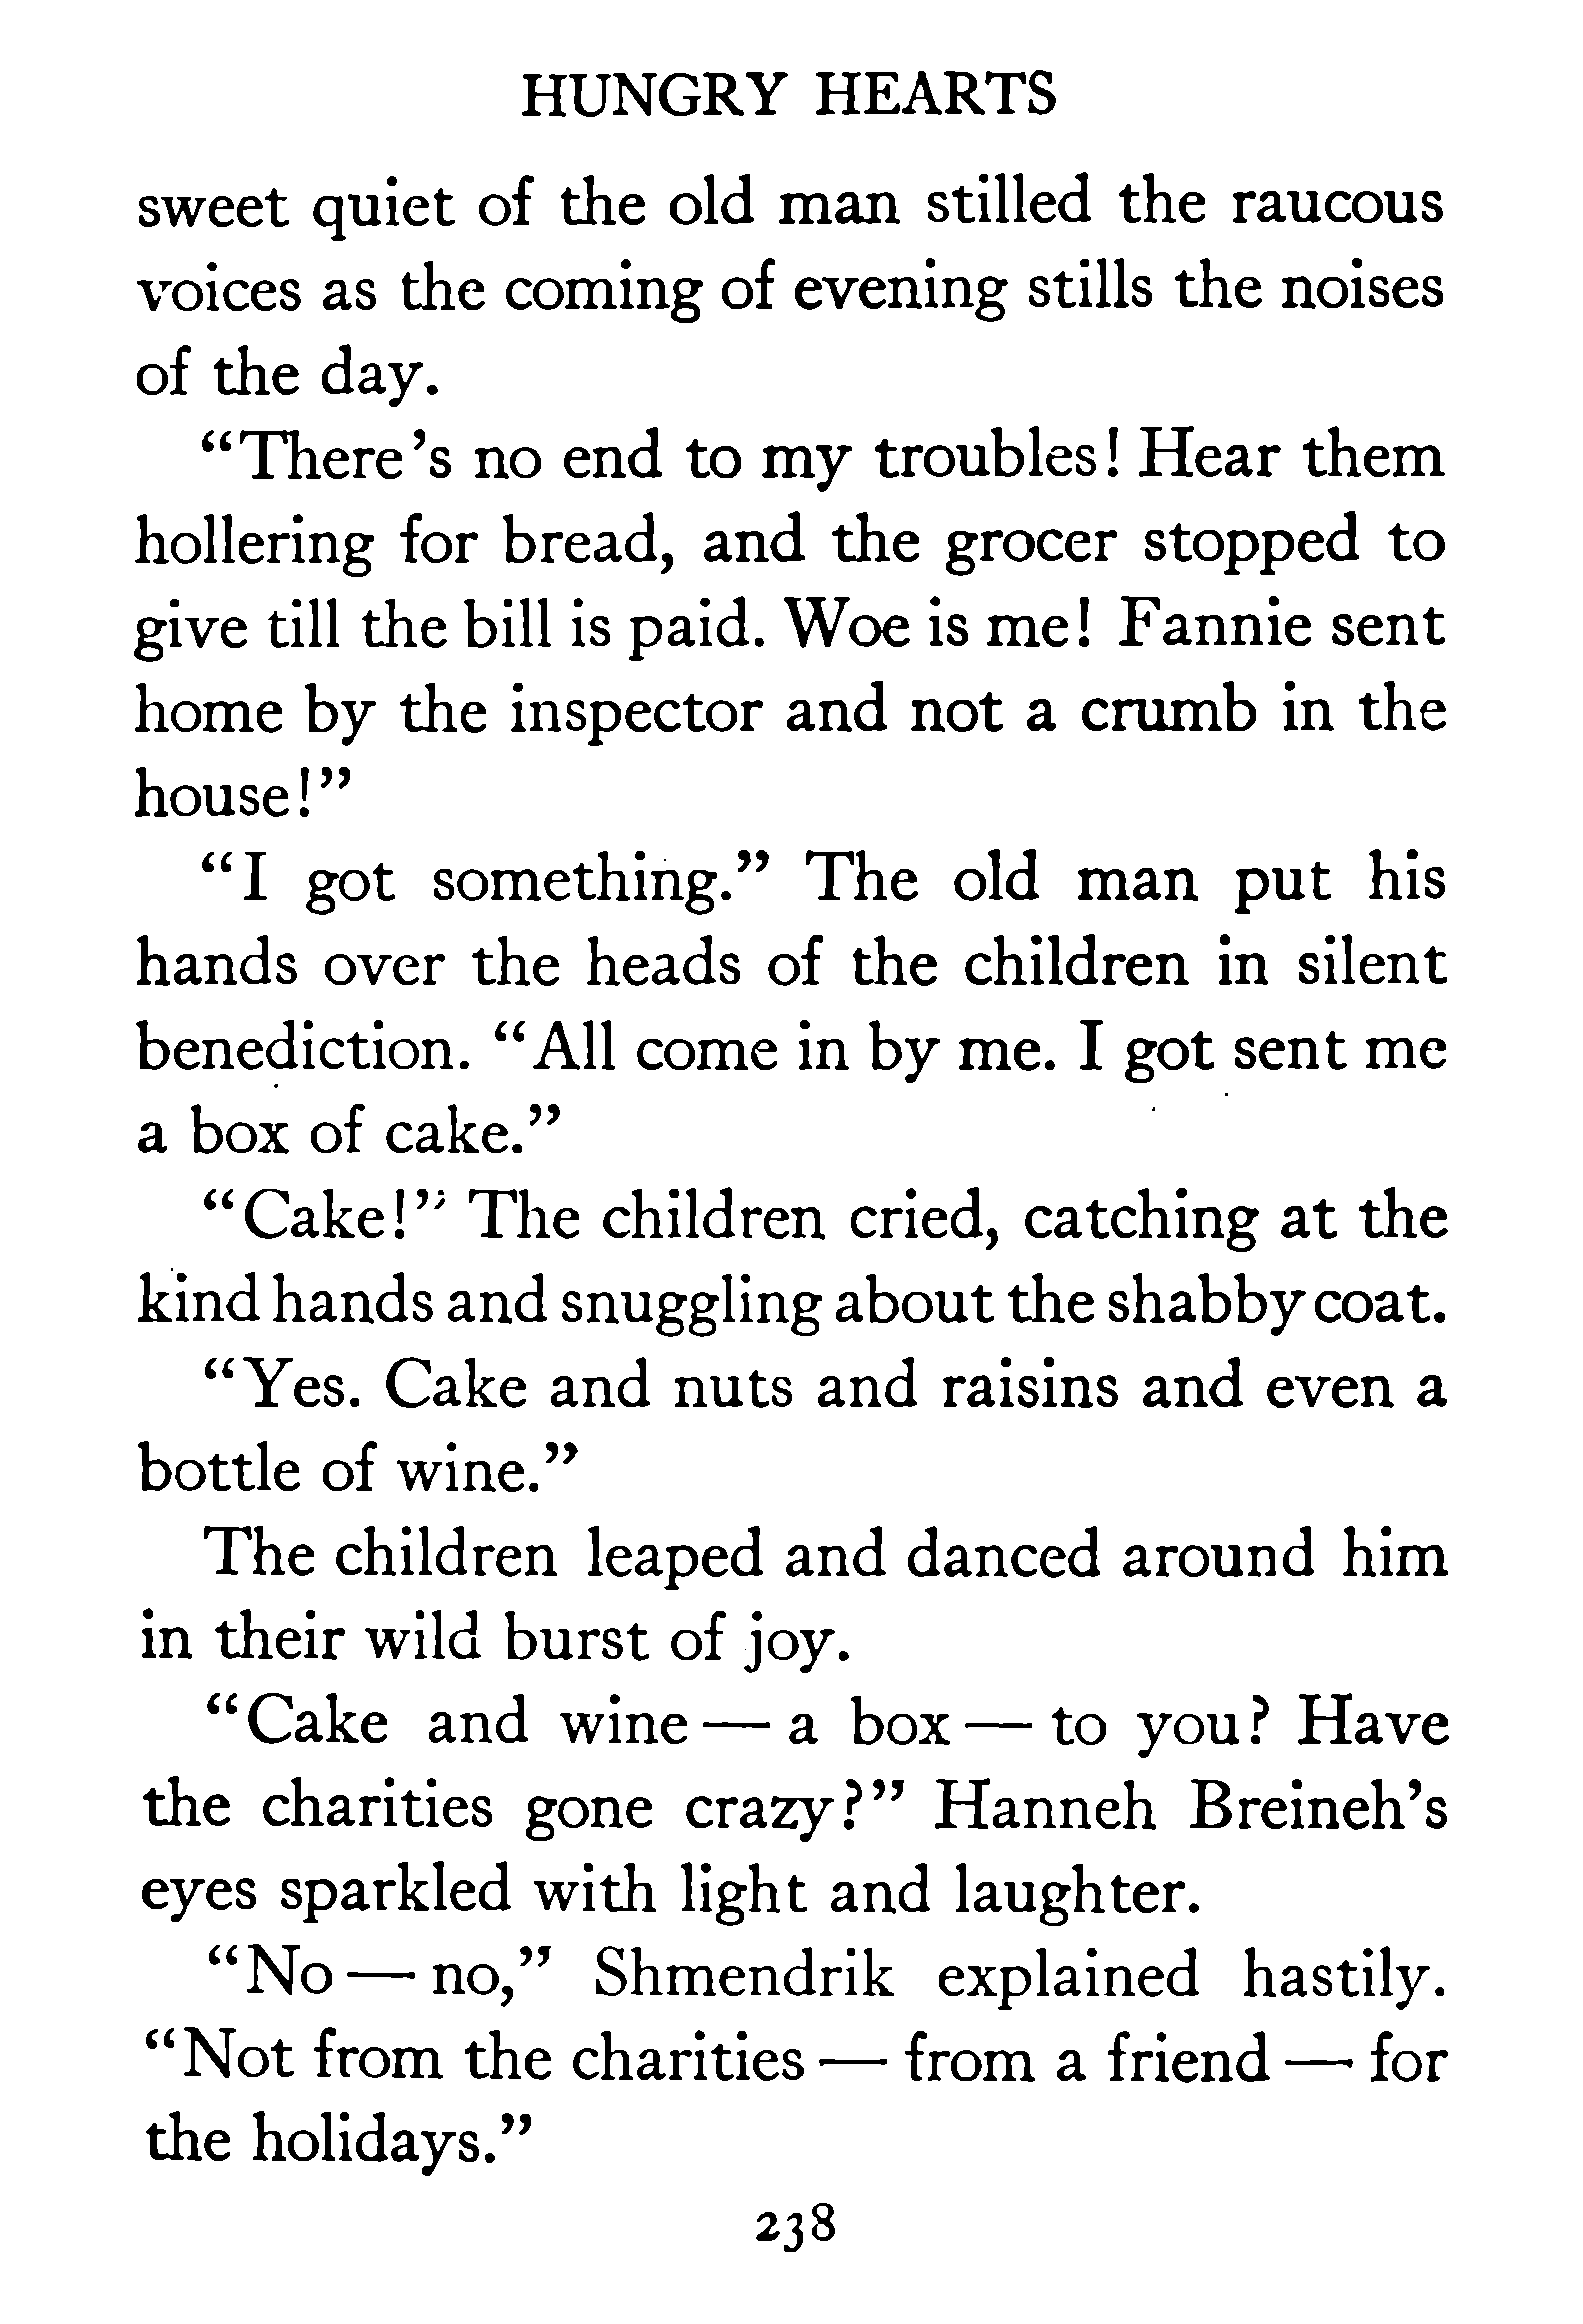 HUNGRY HEARTS
sweet quiet of the old man stilled the raucous
voices as the coming of evening stills the noises
of the day.
"There's no end to my troubles! Hear them
hollering for bread, and the grocer stopped to
give till the bill is paid. Woe is me! Fannie sent
home by the inspector and not a crumb in the
house!"
"I got something." The old man put his
hands over the heads of the children in silent
benediction. "All come in by me. I got sent me
a box of cake."
"Cake!" The children cried, catching at the
kind hands and snuggling about the shabby coat.
"Yes. Cake and nuts and raisins and even a
bottle of wine."
The children leaped and danced around him
in their wild burst of joy.
"Cake and wine — a box — to you? Have
the charities gone crazy?" Hanneh Breineh's
eyes sparkled with light and laughter.
"No — no," Shmendrik explained hastily.
"Not from the charities — from a friend — for
the holidays."
238